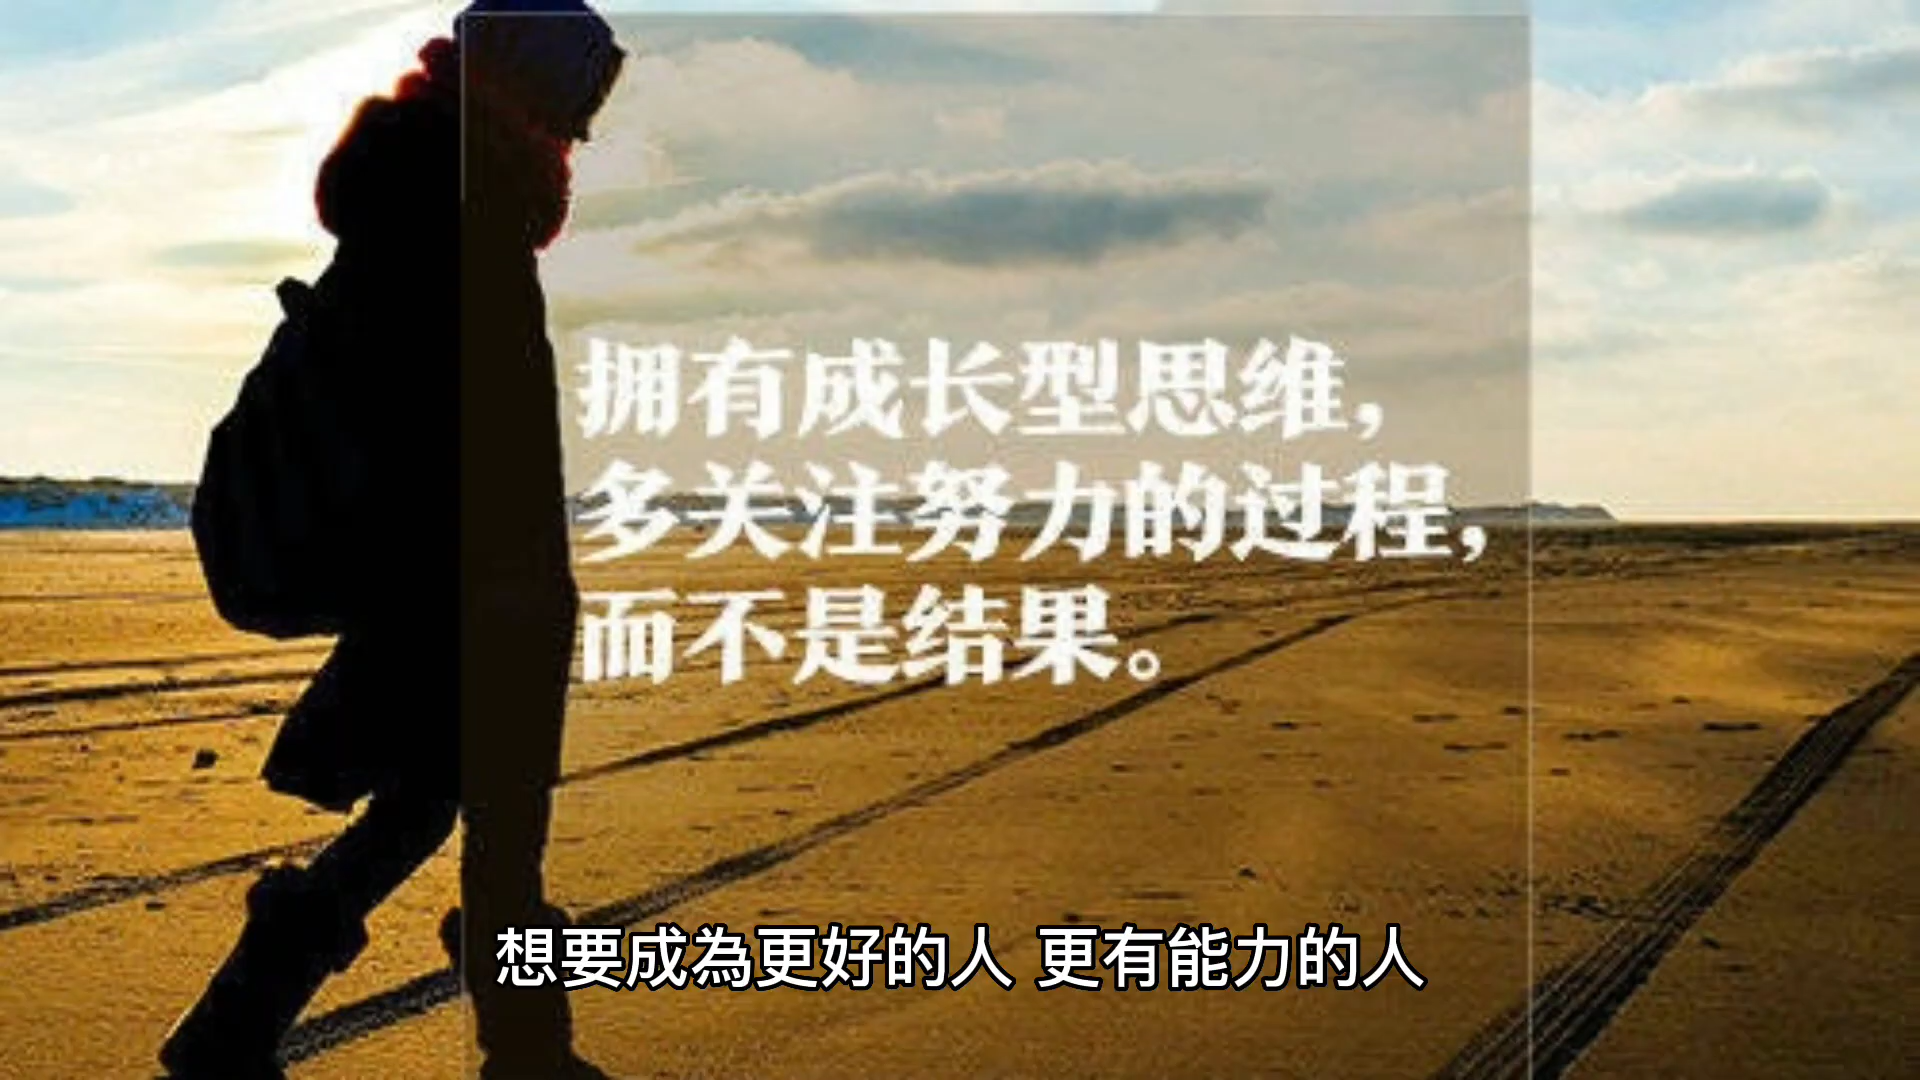 拥有成长型思维，
多关注努力的过程，
而不是结果。
想要成為更好的人 更有能力的人